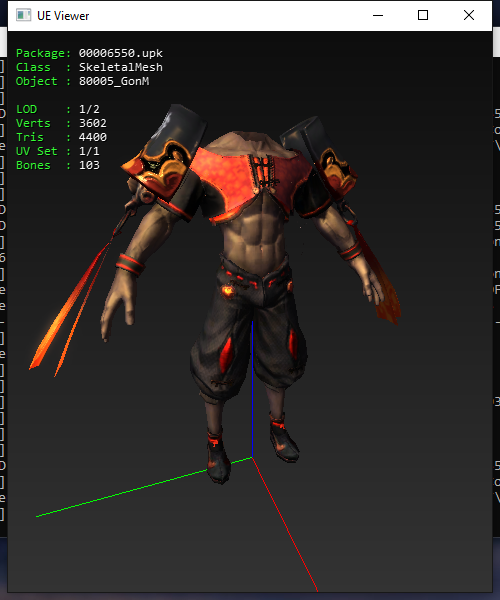 UE Viewer
Package: 00006550.upk
Class  : SkeletalMesh
Object : 80005_GonM
LOD    : 1/2
Verts  : 3602
Tris   : 4400
UV Set : 1/1
Bones  : 103